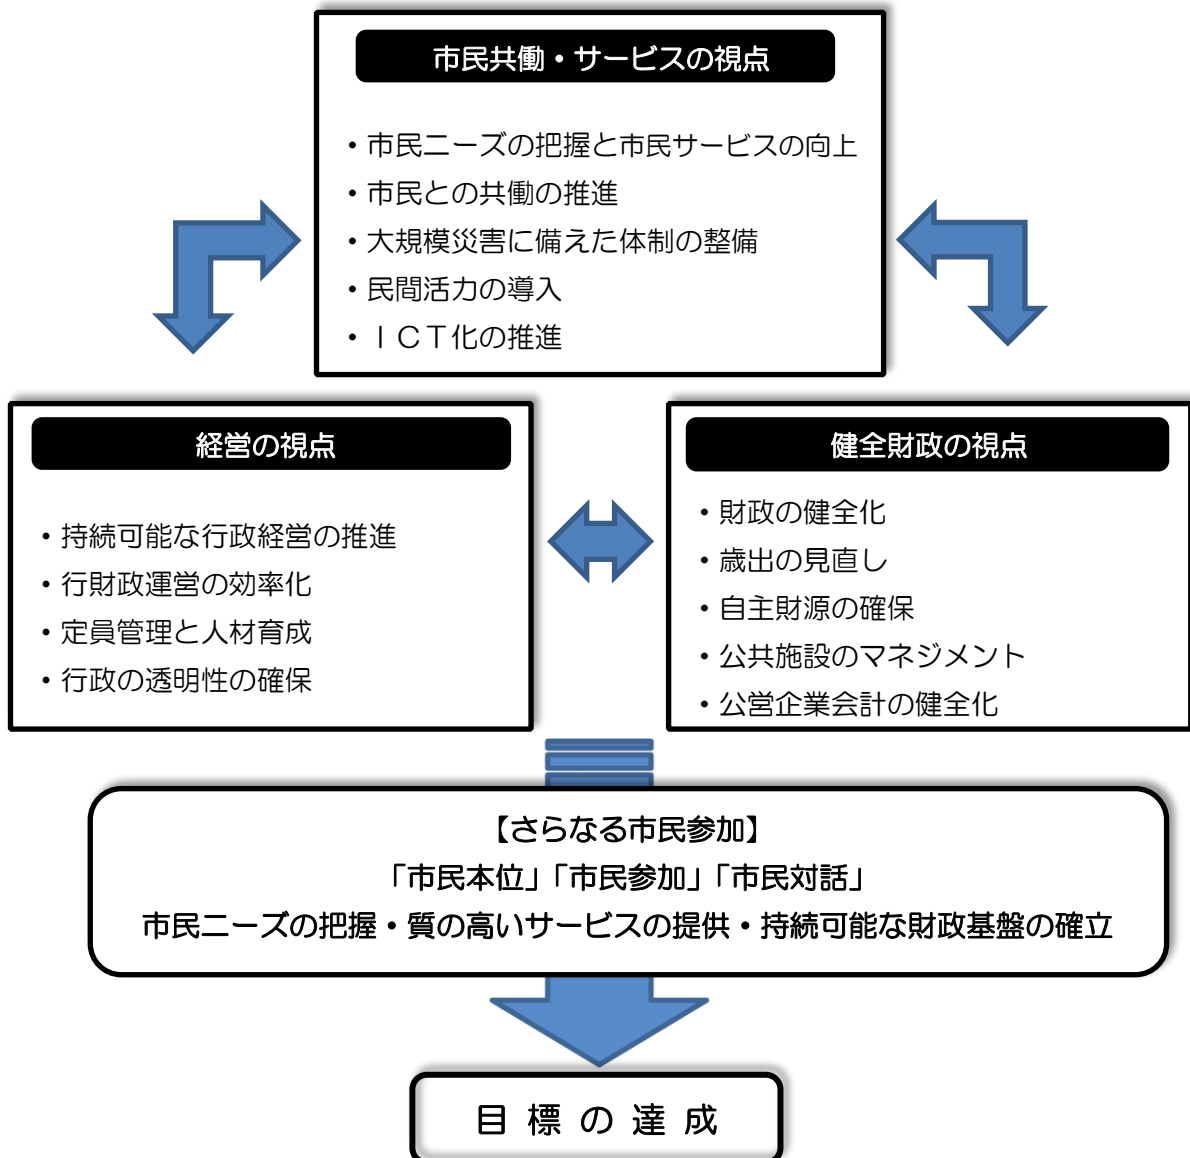 市民共働・サービスの視点
・市民ニーズの把握と市民サービスの向上
・市民との共働の推進
・大規模災害に備えた体制の整備
・民間活力の導入
・ＩＣＴ化の推進
経営の視点
・持続可能な行政経営の推進
・行財政運営の効率化
・定員管理と人材育成
・行政の透明性の確保
健全財政の視点
・財政の健全化
・歳出の見直し
・自主財源の確保
・公共施設のマネジメント
・公営企業会計の健全化
【さらなる市民参加】
「市民本位」「市民参加」「市民対話」
市民ニーズの把握・質の高いサービスの提供・持続可能な財政基盤の確立
目 標 の 達 成